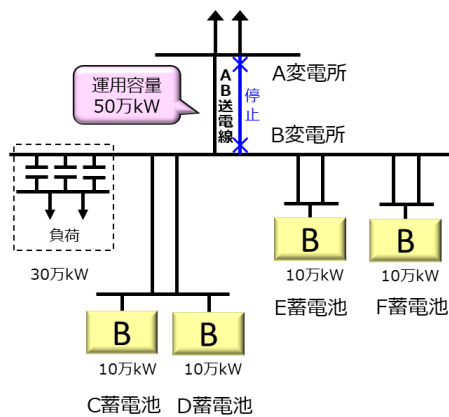 A変電所
運用容量
50万kW
AB送電線
停止
B変電所
負荷
30万kW
B
10万kW
E蓄電池
B
10万kW
F蓄電池
B
10万kW
C蓄電池
B
10万kW
D蓄電池